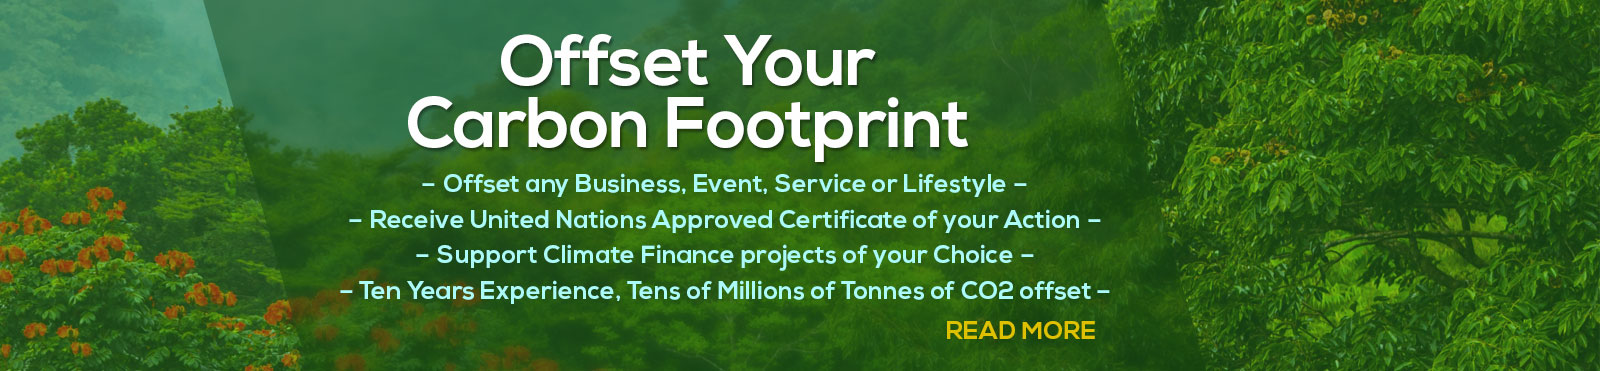 Offset Your
Carbon Footprint
– Offset any Business, Event, Service or Lifestyle –
– Receive United Nations Approved Certificate of your Action –
– Support Climate Finance projects of your Choice –
– Ten Years Experience, Tens of Millions of Tonnes of CO2 offset –
READ MORE